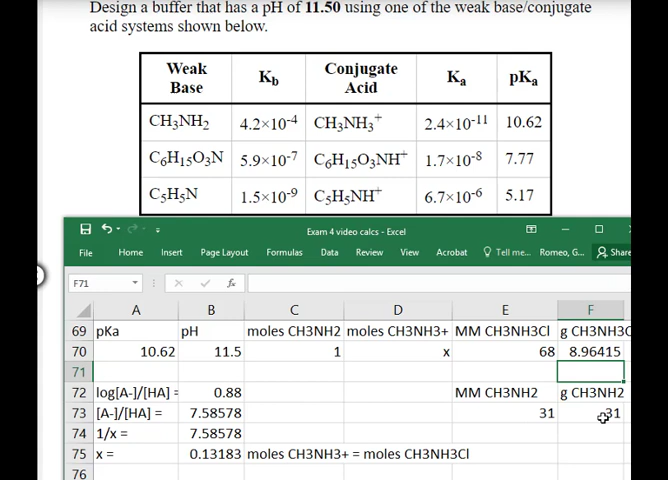 Design a buffer that has a pH of 11.50 using one of the weak base/conjugate
acid systems shown below.
Weak Base Kb Conjugate Acid Ka pKa
CH3NH2 4.2×10-4 CH3NH3+ 2.4×10-11 10.62
C6H15O3N 5.9×10-7 C6H15O3NH+ 1.7×10-8 7.77
C5H5N 1.5×10-9 C5H5NH+ 6.7×10-6 5.17
Exam 4 video calcs - Excel
File Home Insert Page Layout Formulas Data Review View Acrobat Tell me... Romeo, G... Share
F71 fx
A B C D E F
69 pKa pH moles CH3NH2 moles CH3NH3+ MM CH3NH3Cl g CH3NH3C
70 10.62 11.5 1 x 68 8.96415
71
72 log[A-]/[HA] = 0.88 MM CH3NH2 g CH3NH2
73 [A-]/[HA] = 7.58578 31 31
74 1/x = 7.58578
75 x = 0.13183 moles CH3NH3+ = moles CH3NH3Cl
76